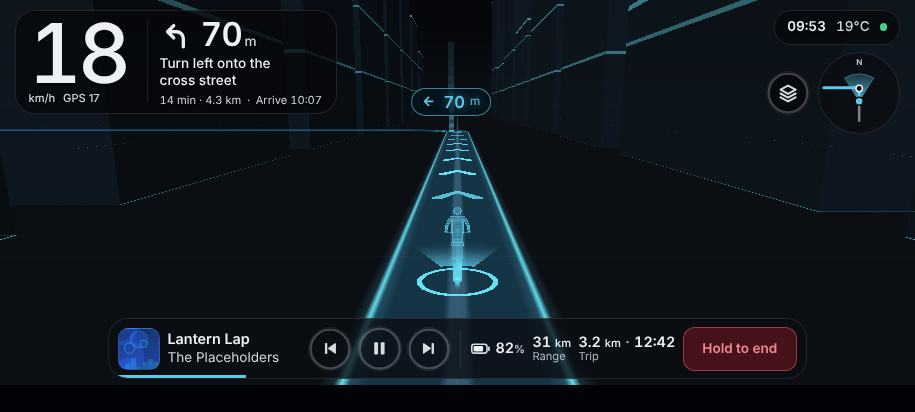 18
km/h GPS 17
70 m
Turn left onto the
cross street
14 min · 4.3 km · Arrive 10:07
70 m
09:53 19°C
N
Lantern Lap
The Placeholders
82%
31 km
Range
3.2 km · 12:42
Trip
Hold to end